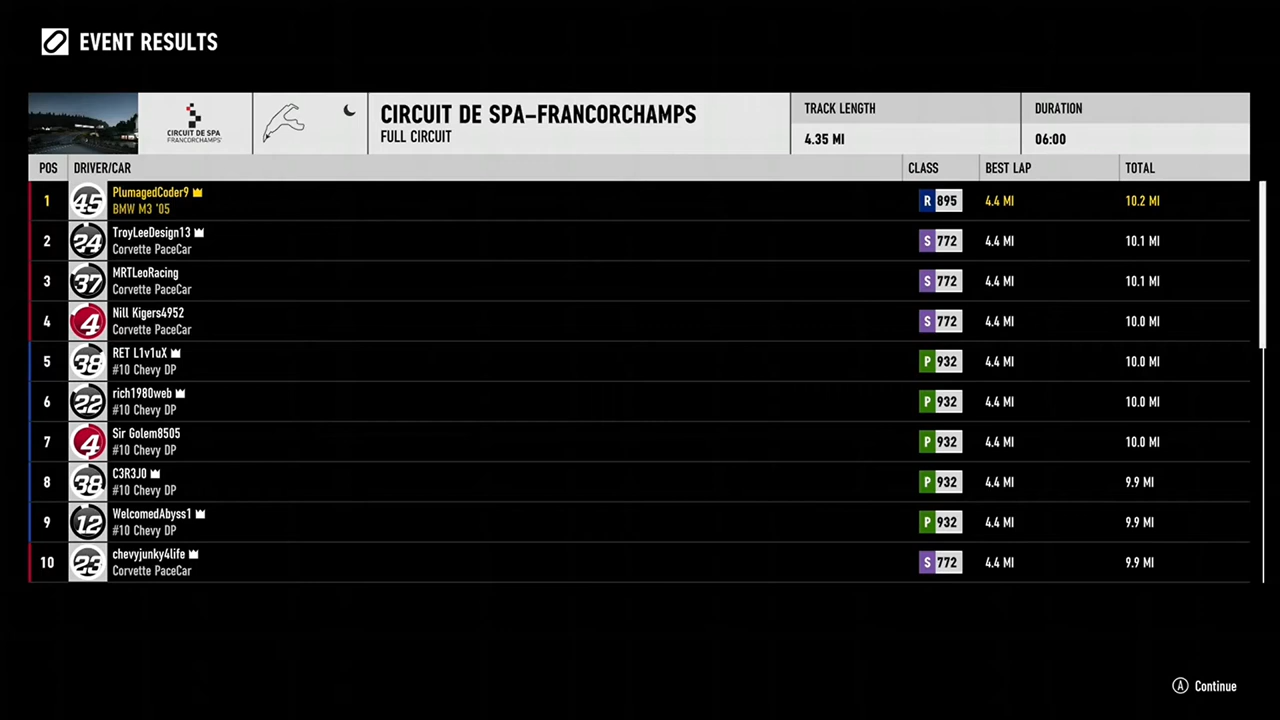 EVENT RESULTS
CIRCUIT DE SPA
FRANCORCHAMPS
CIRCUIT DE SPA-FRANCORCHAMPS
FULL CIRCUIT
TRACK LENGTH
4.35 MI
DURATION
06:00
POS DRIVER/CAR CLASS BEST LAP TOTAL
1 45 PlumagedCoder9 R 895 4.4 MI 10.2 MI
BMW M3 '05
2 24 TroyLeeDesign13 S 772 4.4 MI 10.1 MI
Corvette PaceCar
3 37 MRTLeoRacing S 772 4.4 MI 10.1 MI
Corvette PaceCar
4 4 Nill Kigers4952 S 772 4.4 MI 10.0 MI
Corvette PaceCar
5 38 RET L1v1uX P 932 4.4 MI 10.0 MI
#10 Chevy DP
6 22 rich1980web P 932 4.4 MI 10.0 MI
#10 Chevy DP
7 4 Sir Golem8505 P 932 4.4 MI 10.0 MI
#10 Chevy DP
8 38 C3R3J0 P 932 4.4 MI 9.9 MI
#10 Chevy DP
9 12 WelcomedAbyss1 P 932 4.4 MI 9.9 MI
#10 Chevy DP
10 23 chevyjunky4life S 772 4.4 MI 9.9 MI
Corvette PaceCar
A Continue